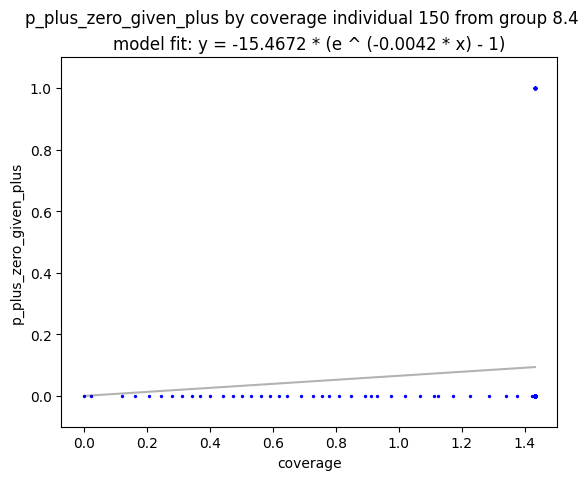 p_plus_zero_given_plus by coverage individual 150 from group 8.4
model fit: y = -15.4672 * (e ^ (-0.0042 * x) - 1)
p_plus_zero_given_plus
1.0
0.8
0.6
0.4
0.2
0.0
0.0 0.2 0.4 0.6 0.8 1.0 1.2 1.4
coverage